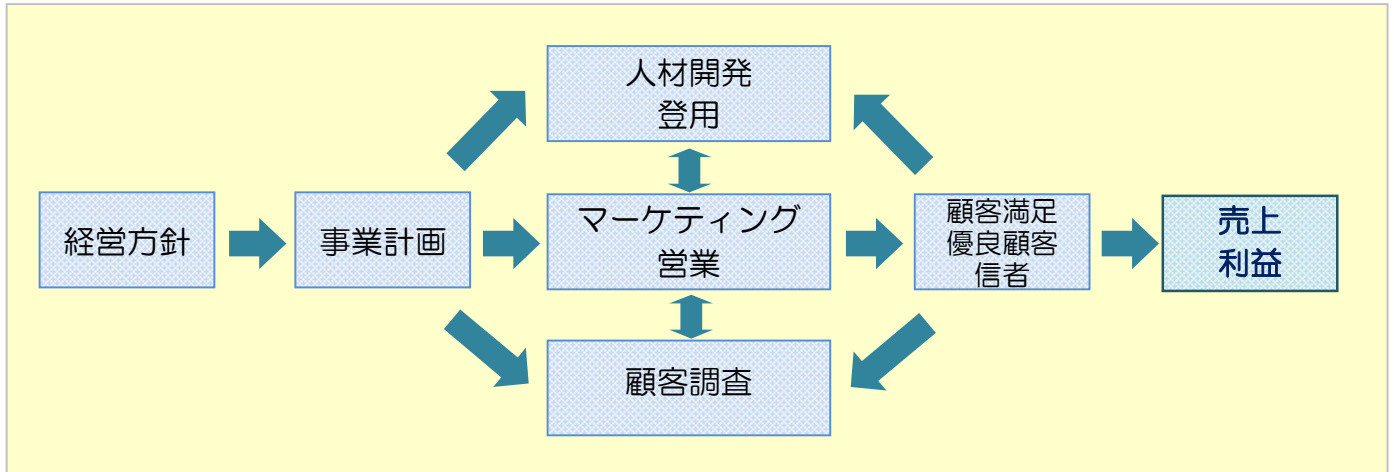 人材開発
登用
経営方針
事業計画
マーケティング
営業
顧客満足
優良顧客
信者
売上
利益
顧客調査